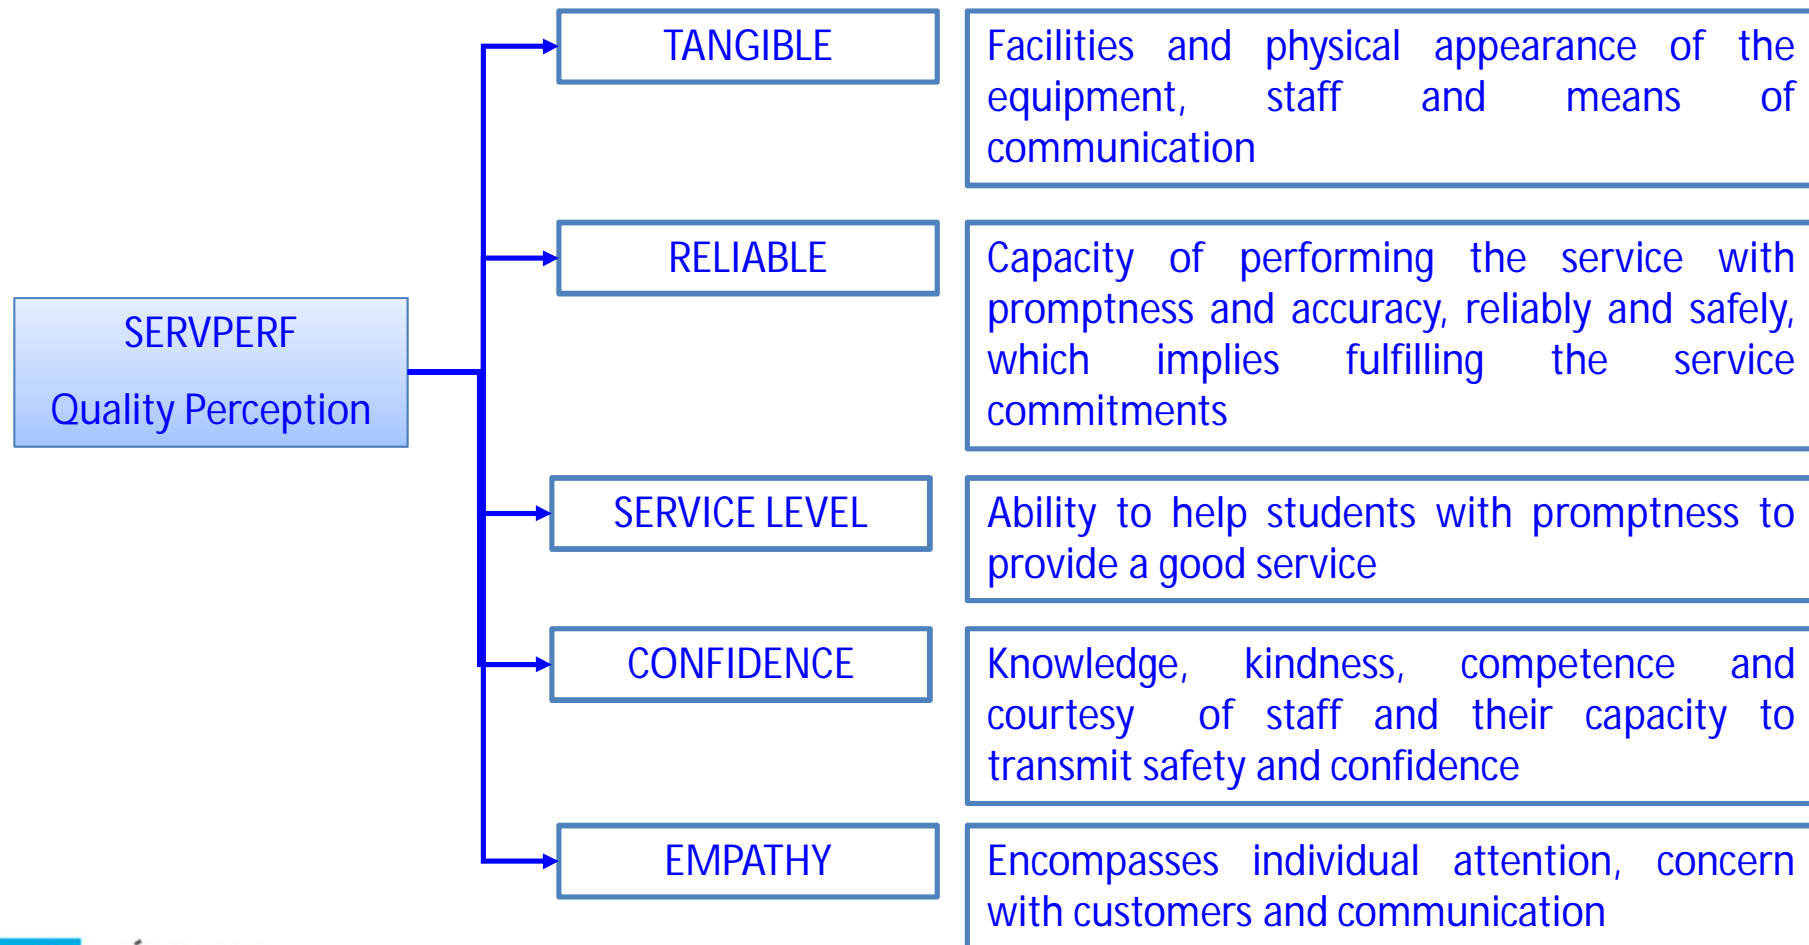 TANGIBLE
Facilities and physical appearance of the
equipment, staff and means of
communication
RELIABLE
Capacity of performing the service with
promptness and accuracy, reliably and safely,
which implies fulfilling the service
commitments
SERVPERF
Quality Perception
SERVICE LEVEL
Ability to help students with promptness to
provide a good service
CONFIDENCE
Knowledge, kindness, competence and
courtesy of staff and their capacity to
transmit safety and confidence
EMPATHY
Encompasses individual attention, concern
with customers and communication